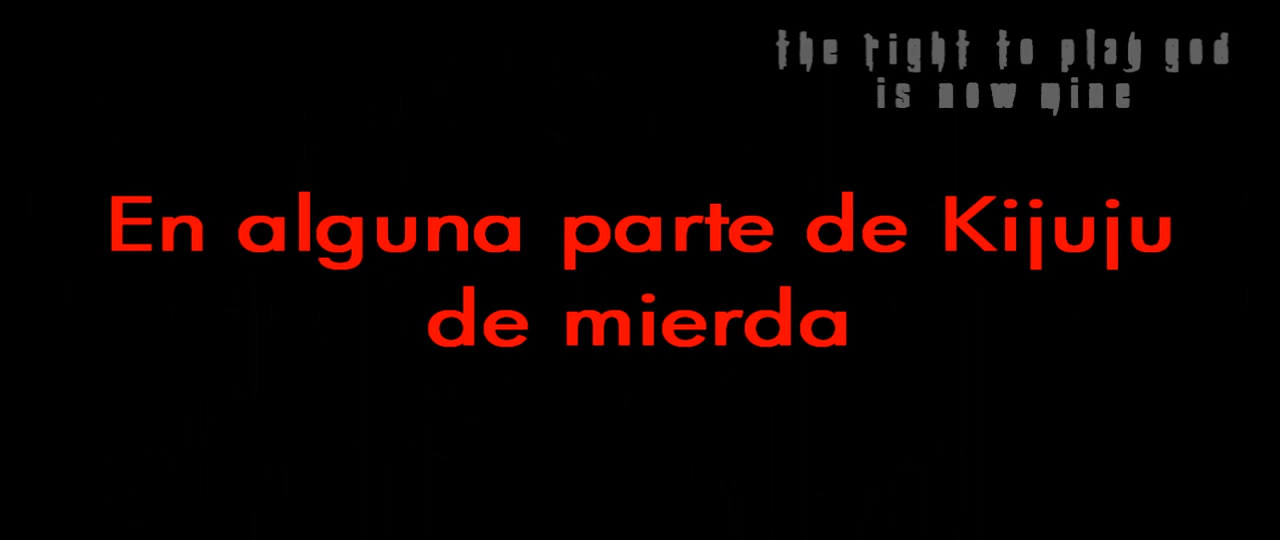 the right to play god
is now mine
En alguna parte de Kijuju
de mierda